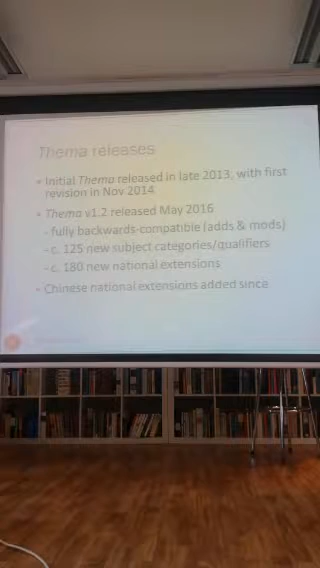 Thema releases
• Initial Thema released in late 2013, with first
revision in Nov 2014
• Thema v1.2 released May 2016
- fully backwards-compatible (adds & mods)
- c. 125 new subject categories/qualifiers
- c. 180 new national extensions
• Chinese national extensions added since